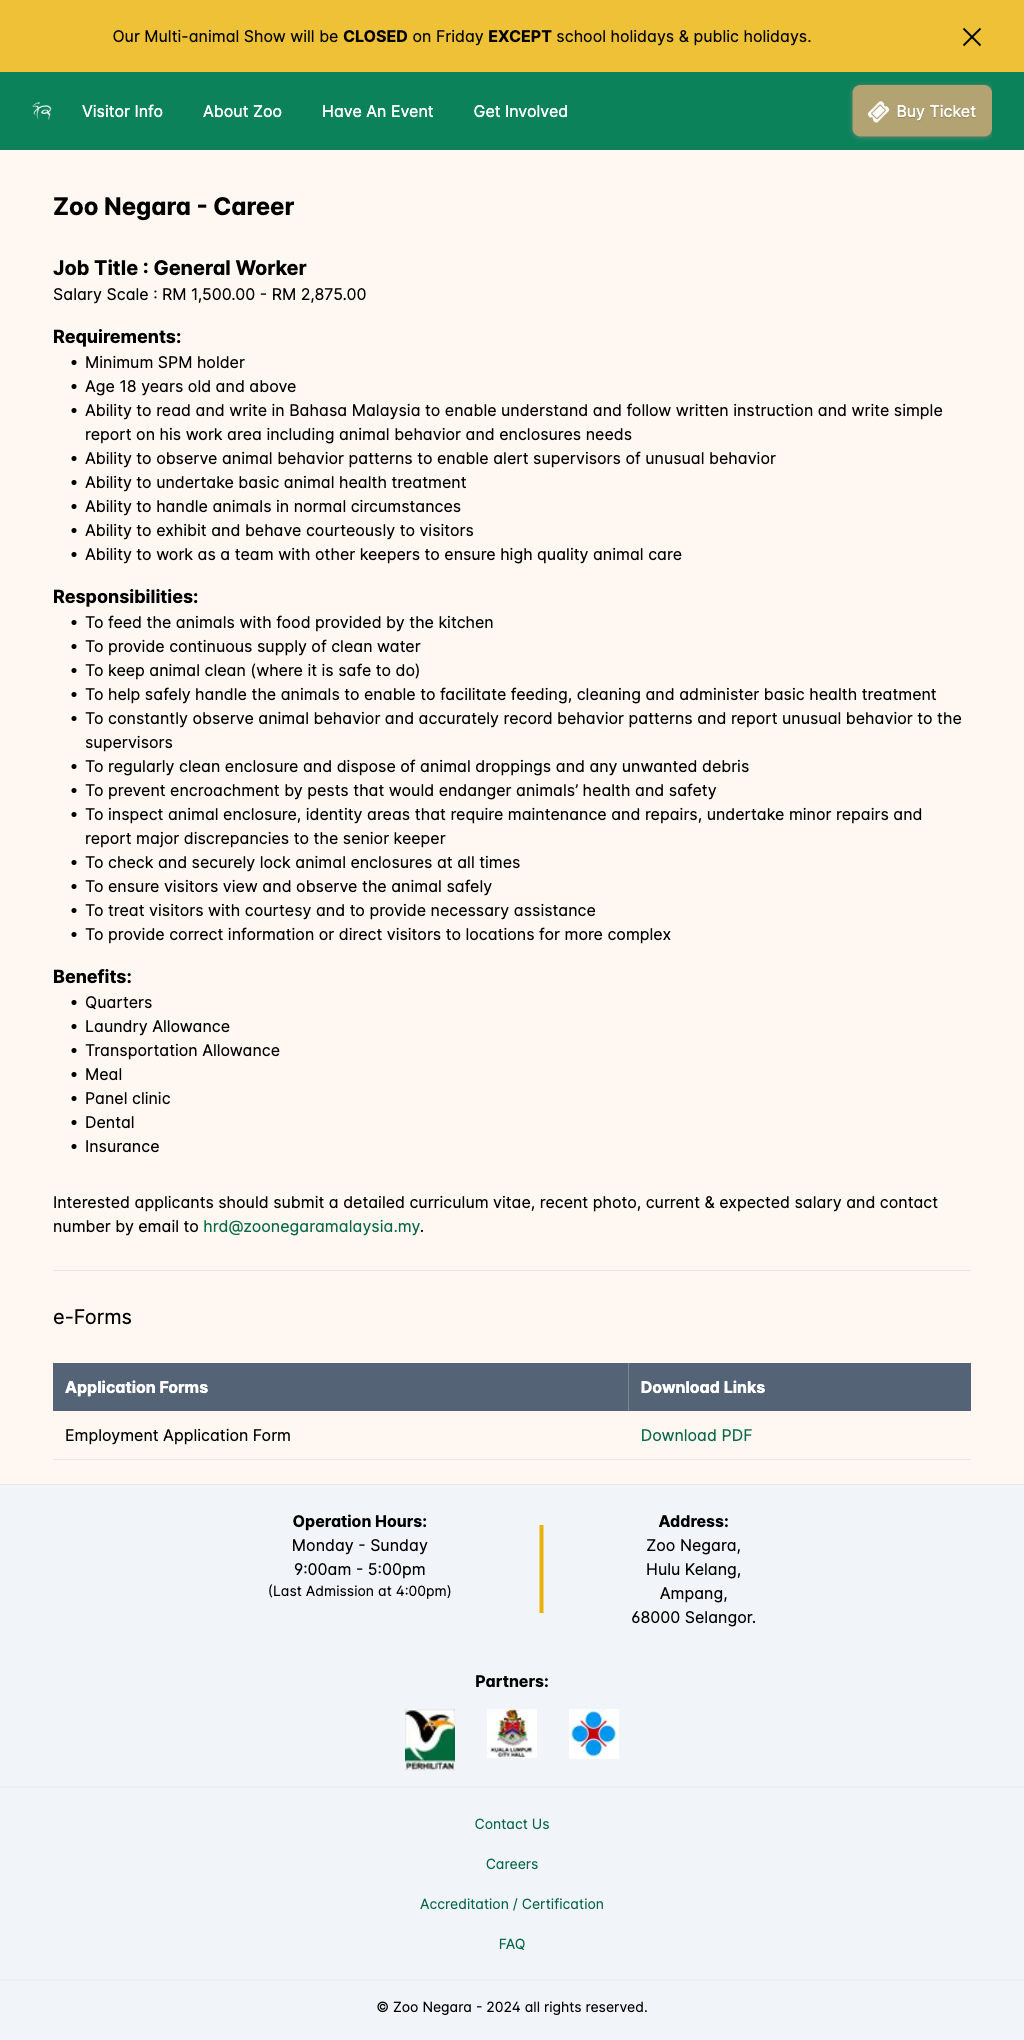 Our Multi-animal Show will be CLOSED on Friday EXCEPT school holidays & public holidays.
Visitor Info
About Zoo
Have An Event
Get Involved
Buy Ticket
Zoo Negara - Career
Job Title : General Worker
Salary Scale : RM 1,500.00 - RM 2,875.00
Requirements:
• Minimum SPM holder
• Age 18 years old and above
• Ability to read and write in Bahasa Malaysia to enable understand and follow written instruction and write simple
report on his work area including animal behavior and enclosures needs
• Ability to observe animal behavior patterns to enable alert supervisors of unusual behavior
• Ability to undertake basic animal health treatment
• Ability to handle animals in normal circumstances
• Ability to exhibit and behave courteously to visitors
• Ability to work as a team with other keepers to ensure high quality animal care
Responsibilities:
• To feed the animals with food provided by the kitchen
• To provide continuous supply of clean water
• To keep animal clean (where it is safe to do)
• To help safely handle the animals to enable to facilitate feeding, cleaning and administer basic health treatment
• To constantly observe animal behavior and accurately record behavior patterns and report unusual behavior to the
supervisors
• To regularly clean enclosure and dispose of animal droppings and any unwanted debris
• To prevent encroachment by pests that would endanger animals’ health and safety
• To inspect animal enclosure, identity areas that require maintenance and repairs, undertake minor repairs and
report major discrepancies to the senior keeper
• To check and securely lock animal enclosures at all times
• To ensure visitors view and observe the animal safely
• To treat visitors with courtesy and to provide necessary assistance
• To provide correct information or direct visitors to locations for more complex
Benefits:
• Quarters
• Laundry Allowance
• Transportation Allowance
• Meal
• Panel clinic
• Dental
• Insurance
Interested applicants should submit a detailed curriculum vitae, recent photo, current & expected salary and contact
number by email to hrd@zoonegaramalaysia.my.
e-Forms
Application Forms
Download Links
Employment Application Form
Download PDF
Operation Hours:
Monday - Sunday
9:00am - 5:00pm
(Last Admission at 4:00pm)
Address:
Zoo Negara,
Hulu Kelang,
Ampang,
68000 Selangor.
Partners:
PERHILITAN
KUALA LUMPUR
CITY HALL
Contact Us
Careers
Accreditation / Certification
FAQ
© Zoo Negara - 2024 all rights reserved.